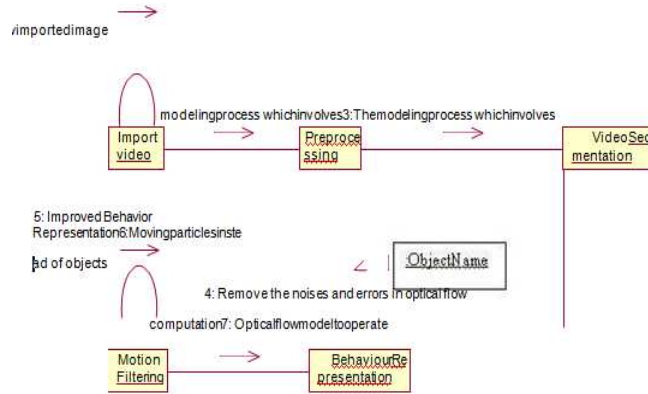 importedimage
modelingprocess whichinvolves3:Themodelingprocess whichinvolves
Import
video
Preproce
ssing
VideoSeg
mentation
5: Improved Behavior
Representation6:Movingparticlesinste
ad of objects
ObjectName
4: Remove the noises and errors in optical flow
computation7: Opticalflowmodeltooperate
Motion
Filtering
BehaviourRe
presentation